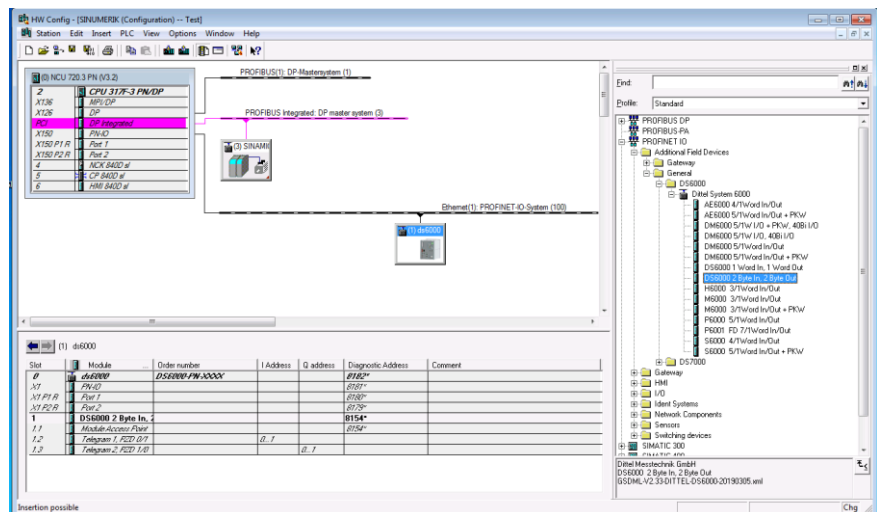 HW Config - [SINUMERIK (Configuration) -- Test]
Station Edit Insert PLC View Options Window Help
(0) NCU 720.3 PN (V3.2)
2 CPU 317F-3 PN/DP
X136 MPI/DP
X126 DP
PCI DP Integrated
X150 PN-IO
X150 P1 R Port 1
X150 P2 R Port 2
4 NCK 840D sl
5 CP 840D sl
6 HMI 840D sl
PROFIBUS(1): DP-Mastersystem (1)
PROFIBUS Integrated: DP master system (3)
(3) SINAMI
Ethernet(1): PROFINET-IO-System (100)
(1) ds6000
(1) ds6000
Slot Module ... Order number I Address Q address Diagnostic Address Comment
0 ds6000 DS6000-PN-XXXX 8182*
X1 PN-IO 8181*
X1 P1 R Port 1 8180*
X1 P2 R Port 2 8179*
1 DS6000 2 Byte In, 2 8154*
1.1 Module Access Point 8154*
1.2 Telegram 1, PZD 0/1 0..1
1.3 Telegram 2, PZD 1/0 0..1
Find:
Profile: Standard
PROFIBUS DP
PROFIBUS-PA
PROFINET IO
Additional Field Devices
Gateway
General
DS6000
Dittel System 6000
AE6000 4/1Word In/Out
AE6000 5/1Word In/Out + PKW
DM6000 5/1W I/O + PKW, 40Bi I/O
DM6000 5/1W I/O, 40Bi I/O
DM6000 5/1Word In/Out
DM6000 5/1Word In/Out + PKW
DS6000 1 Word In, 1 Word Out
DS6000 2 Byte In, 2 Byte Out
H6000 3/1Word In/Out
M6000 3/1Word In/Out
M6000 3/1Word In/Out + PKW
P6000 5/1Word In/Out
P6001 FD 7/1Word In/Out
S6000 4/1Word In/Out
S6000 5/1Word In/Out + PKW
DS7000
Gateway
HMI
I/O
Ident Systems
Network Components
Sensors
Switching devices
SIMATIC 300
SIMATIC 400
Dittel Messtechnik GmbH
DS6000 2 Byte In, 2 Byte Out
GSDML-V2.33-DITTEL-DS6000-20190305.xml
Insertion possible
Chg